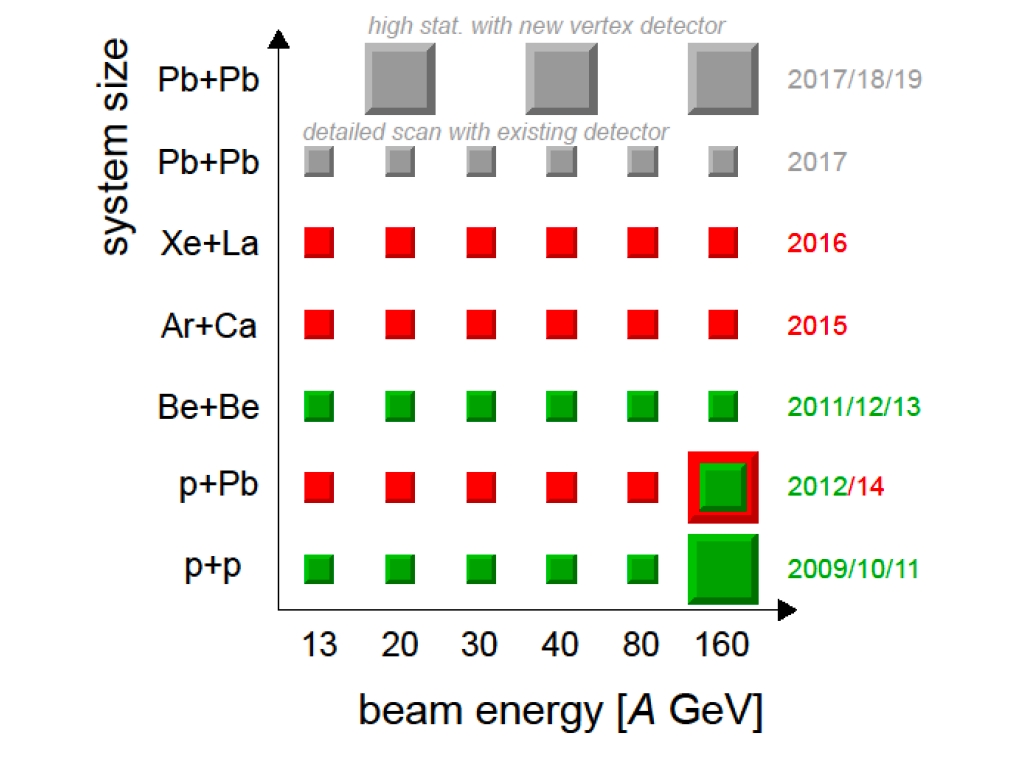 high stat. with new vertex detector
system size
Pb+Pb 2017/18/19
detailed scan with existing detector
Pb+Pb 2017
Xe+La 2016
Ar+Ca 2015
Be+Be 2011/12/13
p+Pb 2012/14
p+p 2009/10/11
13 20 30 40 80 160
beam energy [A GeV]